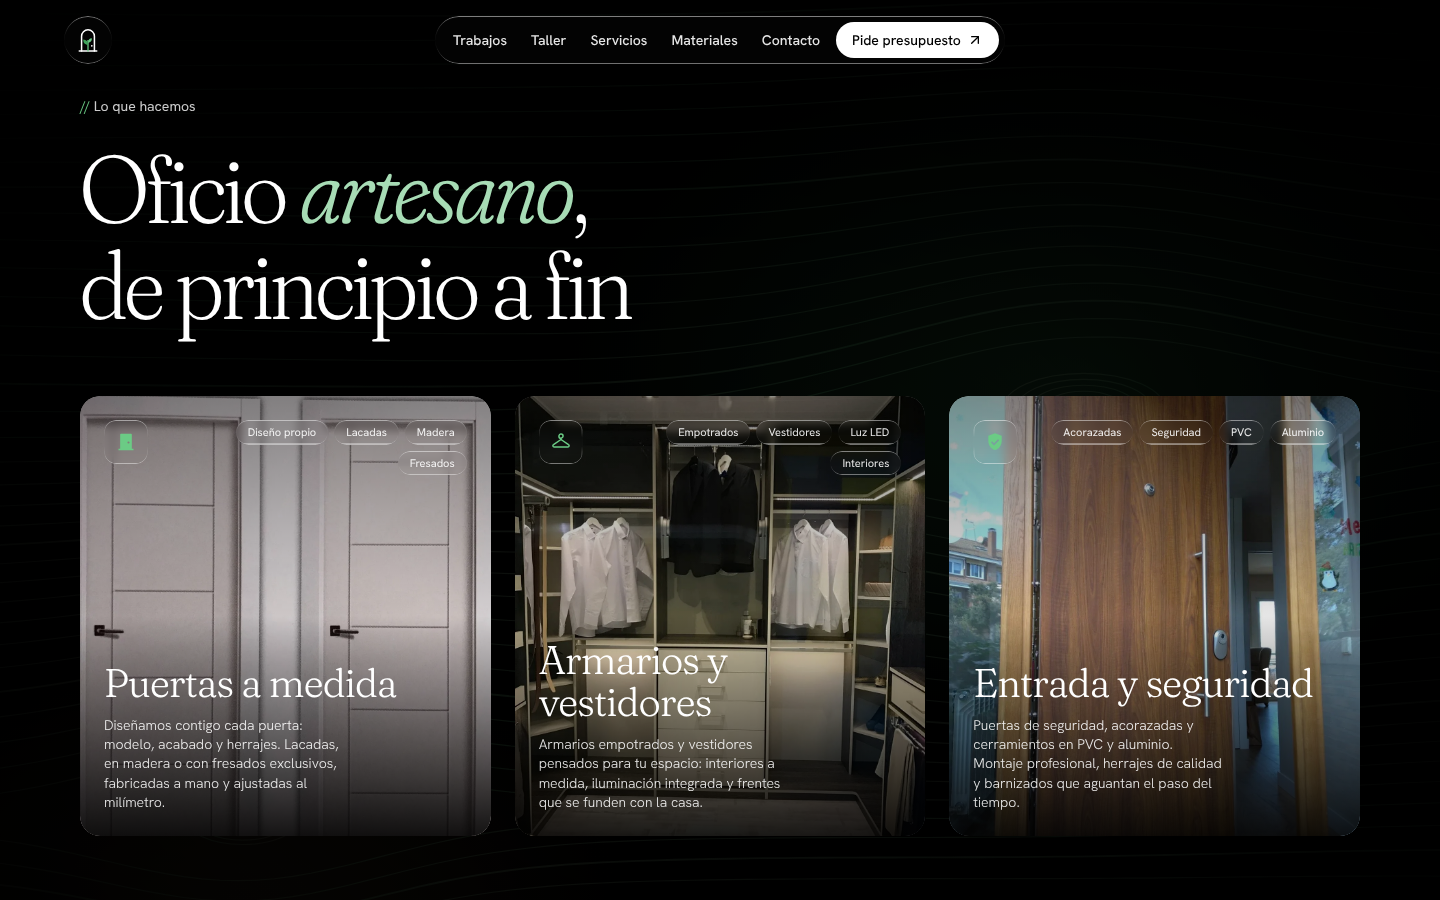 Trabajos
Taller
Servicios
Materiales
Contacto
Pide presupuesto
// Lo que hacemos
Oficio artesano,
de principio a fin
Diseño propio
Lacadas
Madera
Fresados
Puertas a medida
Diseñamos contigo cada puerta:
modelo, acabado y herrajes. Lacadas,
en madera o con fresados exclusivos,
fabricadas a mano y ajustadas al
milímetro.
Empotrados
Vestidores
Luz LED
Interiores
Armarios y
vestidores
Armarios empotrados y vestidores
pensados para tu espacio: interiores a
medida, iluminación integrada y frentes
que se funden con la casa.
Acorazadas
Seguridad
PVC
Aluminio
Entrada y seguridad
Puertas de seguridad, acorazadas y
cerramientos en PVC y aluminio.
Montaje profesional, herrajes de calidad
y barnizados que aguantan el paso del
tiempo.